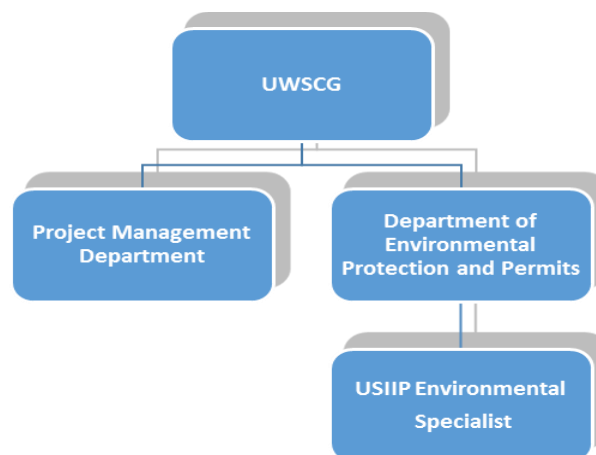 UWSCG
Project Management
Department
Department of
Environmental
Protection and Permits
USIIP Environmental
Specialist